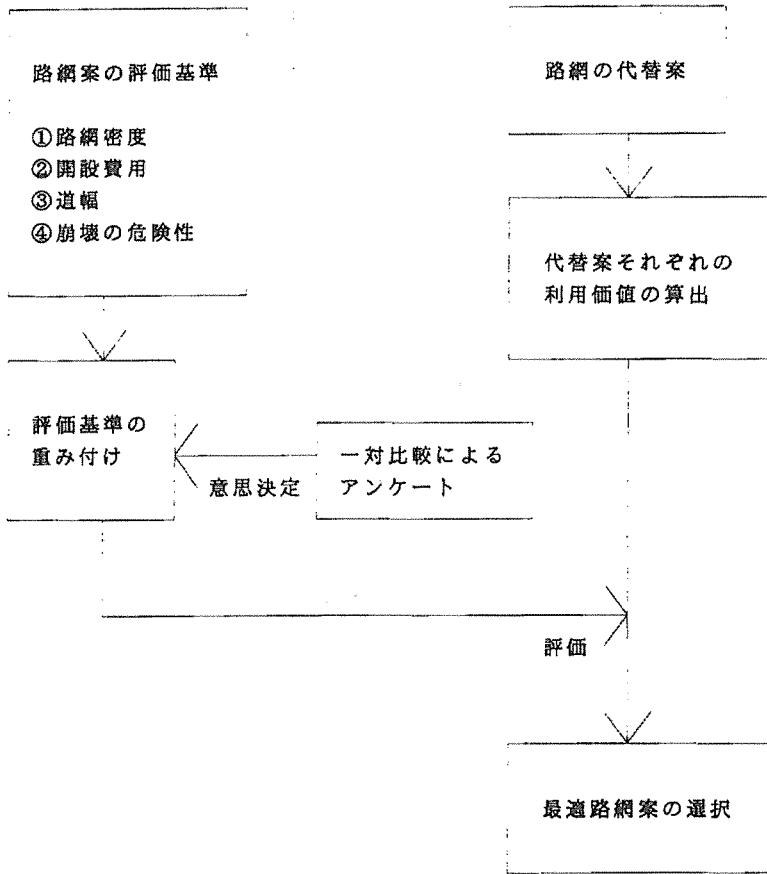 路網案の評価基準
①路網密度
②開設費用
③道幅
④崩壊の危険性
路網の代替案
代替案それぞれの
利用価値の算出
評価基準の
重み付け
意思決定
一対比較による
アンケート
評価
最適路網案の選択